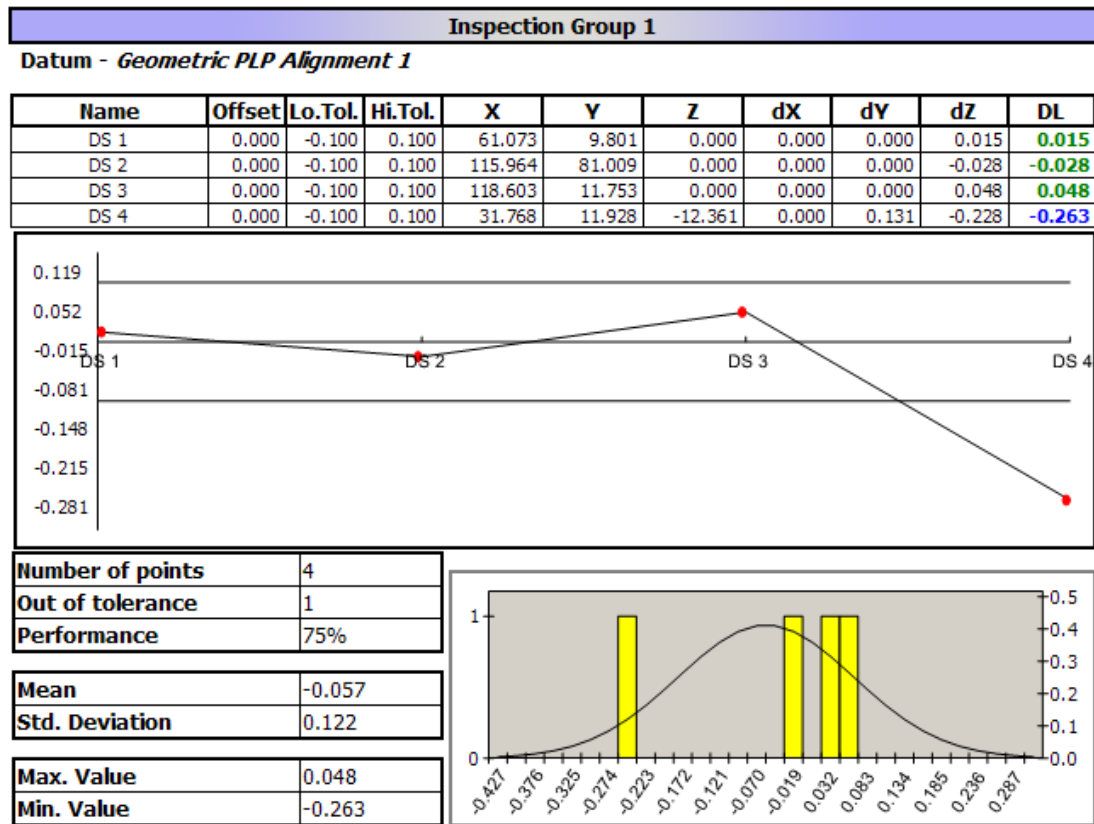 Inspection Group 1
Datum - Geometric PLP Alignment 1
Name Offset Lo.Tol. Hi.Tol. X Y Z dX dY dZ DL
DS 1 0.000 -0.100 0.100 61.073 9.801 0.000 0.000 0.000 0.015 0.015
DS 2 0.000 -0.100 0.100 115.964 81.009 0.000 0.000 0.000 -0.028 -0.028
DS 3 0.000 -0.100 0.100 118.603 11.753 0.000 0.000 0.000 0.048 0.048
DS 4 0.000 -0.100 0.100 31.768 11.928 -12.361 0.000 0.131 -0.228 -0.263
0.119
0.052
-0.015
DS 1 DS 2 DS 3 DS 4
-0.081
-0.148
-0.215
-0.281
Number of points 4
Out of tolerance 1
Performance 75%
Mean -0.057
Std. Deviation 0.122
Max. Value 0.048
Min. Value -0.263
1
0
0.5
0.4
0.3
0.2
0.1
0.0
-0.427 -0.376 -0.325 -0.274 -0.223 -0.172 -0.121 -0.070 -0.019 0.032 0.083 0.134 0.185 0.236 0.287